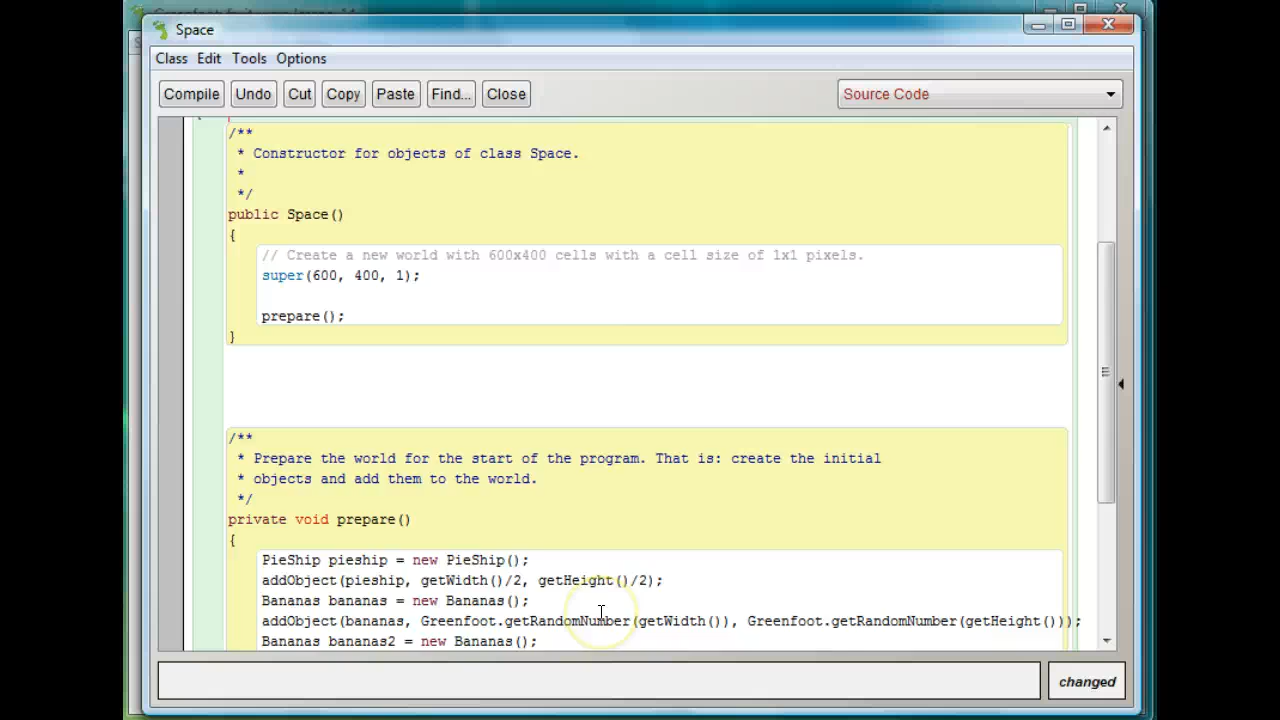 Space
Class Edit Tools Options
Compile Undo Cut Copy Paste Find... Close Source Code
{
/**
* Constructor for objects of class Space.
*
*/
public Space()
{
// Create a new world with 600x400 cells with a cell size of 1x1 pixels.
super(600, 400, 1);
prepare();
}
/**
* Prepare the world for the start of the program. That is: create the initial
* objects and add them to the world.
*/
private void prepare()
{
PieShip pieship = new PieShip();
addObject(pieship, getWidth()/2, getHeight()/2);
Bananas bananas = new Bananas();
addObject(bananas, Greenfoot.getRandomNumber(getWidth()), Greenfoot.getRandomNumber(getHeight()));
Bananas bananas2 = new Bananas();
changed